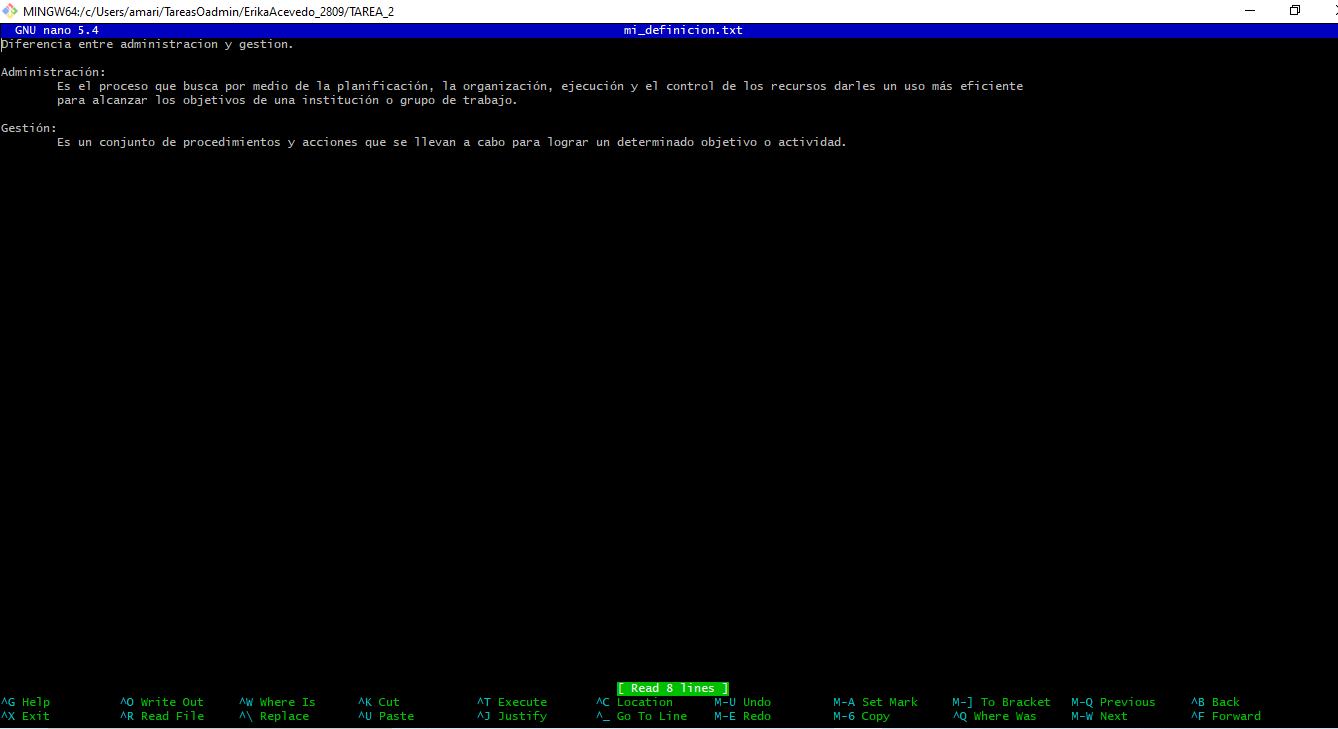 MINGW64:/c/Users/amari/TareasOadmin/ErikaAcevedo_2809/TAREA_2
GNU nano 5.4 mi_definicion.txt
Diferencia entre administracion y gestion.
Administración:
Es el proceso que busca por medio de la planificación, la organización, ejecución y el control de los recursos darles un uso más eficiente
para alcanzar los objetivos de una institución o grupo de trabajo.
Gestión:
Es un conjunto de procedimientos y acciones que se llevan a cabo para lograr un determinado objetivo o actividad.
[ Read 8 lines ]
^G Help ^O Write Out ^W Where Is ^K Cut ^T Execute ^C Location M-U Undo M-A Set Mark M-] To Bracket M-Q Previous ^B Back
^X Exit ^R Read File ^\ Replace ^U Paste ^J Justify ^_ Go To Line M-E Redo M-6 Copy ^Q Where Was M-W Next ^F Forward